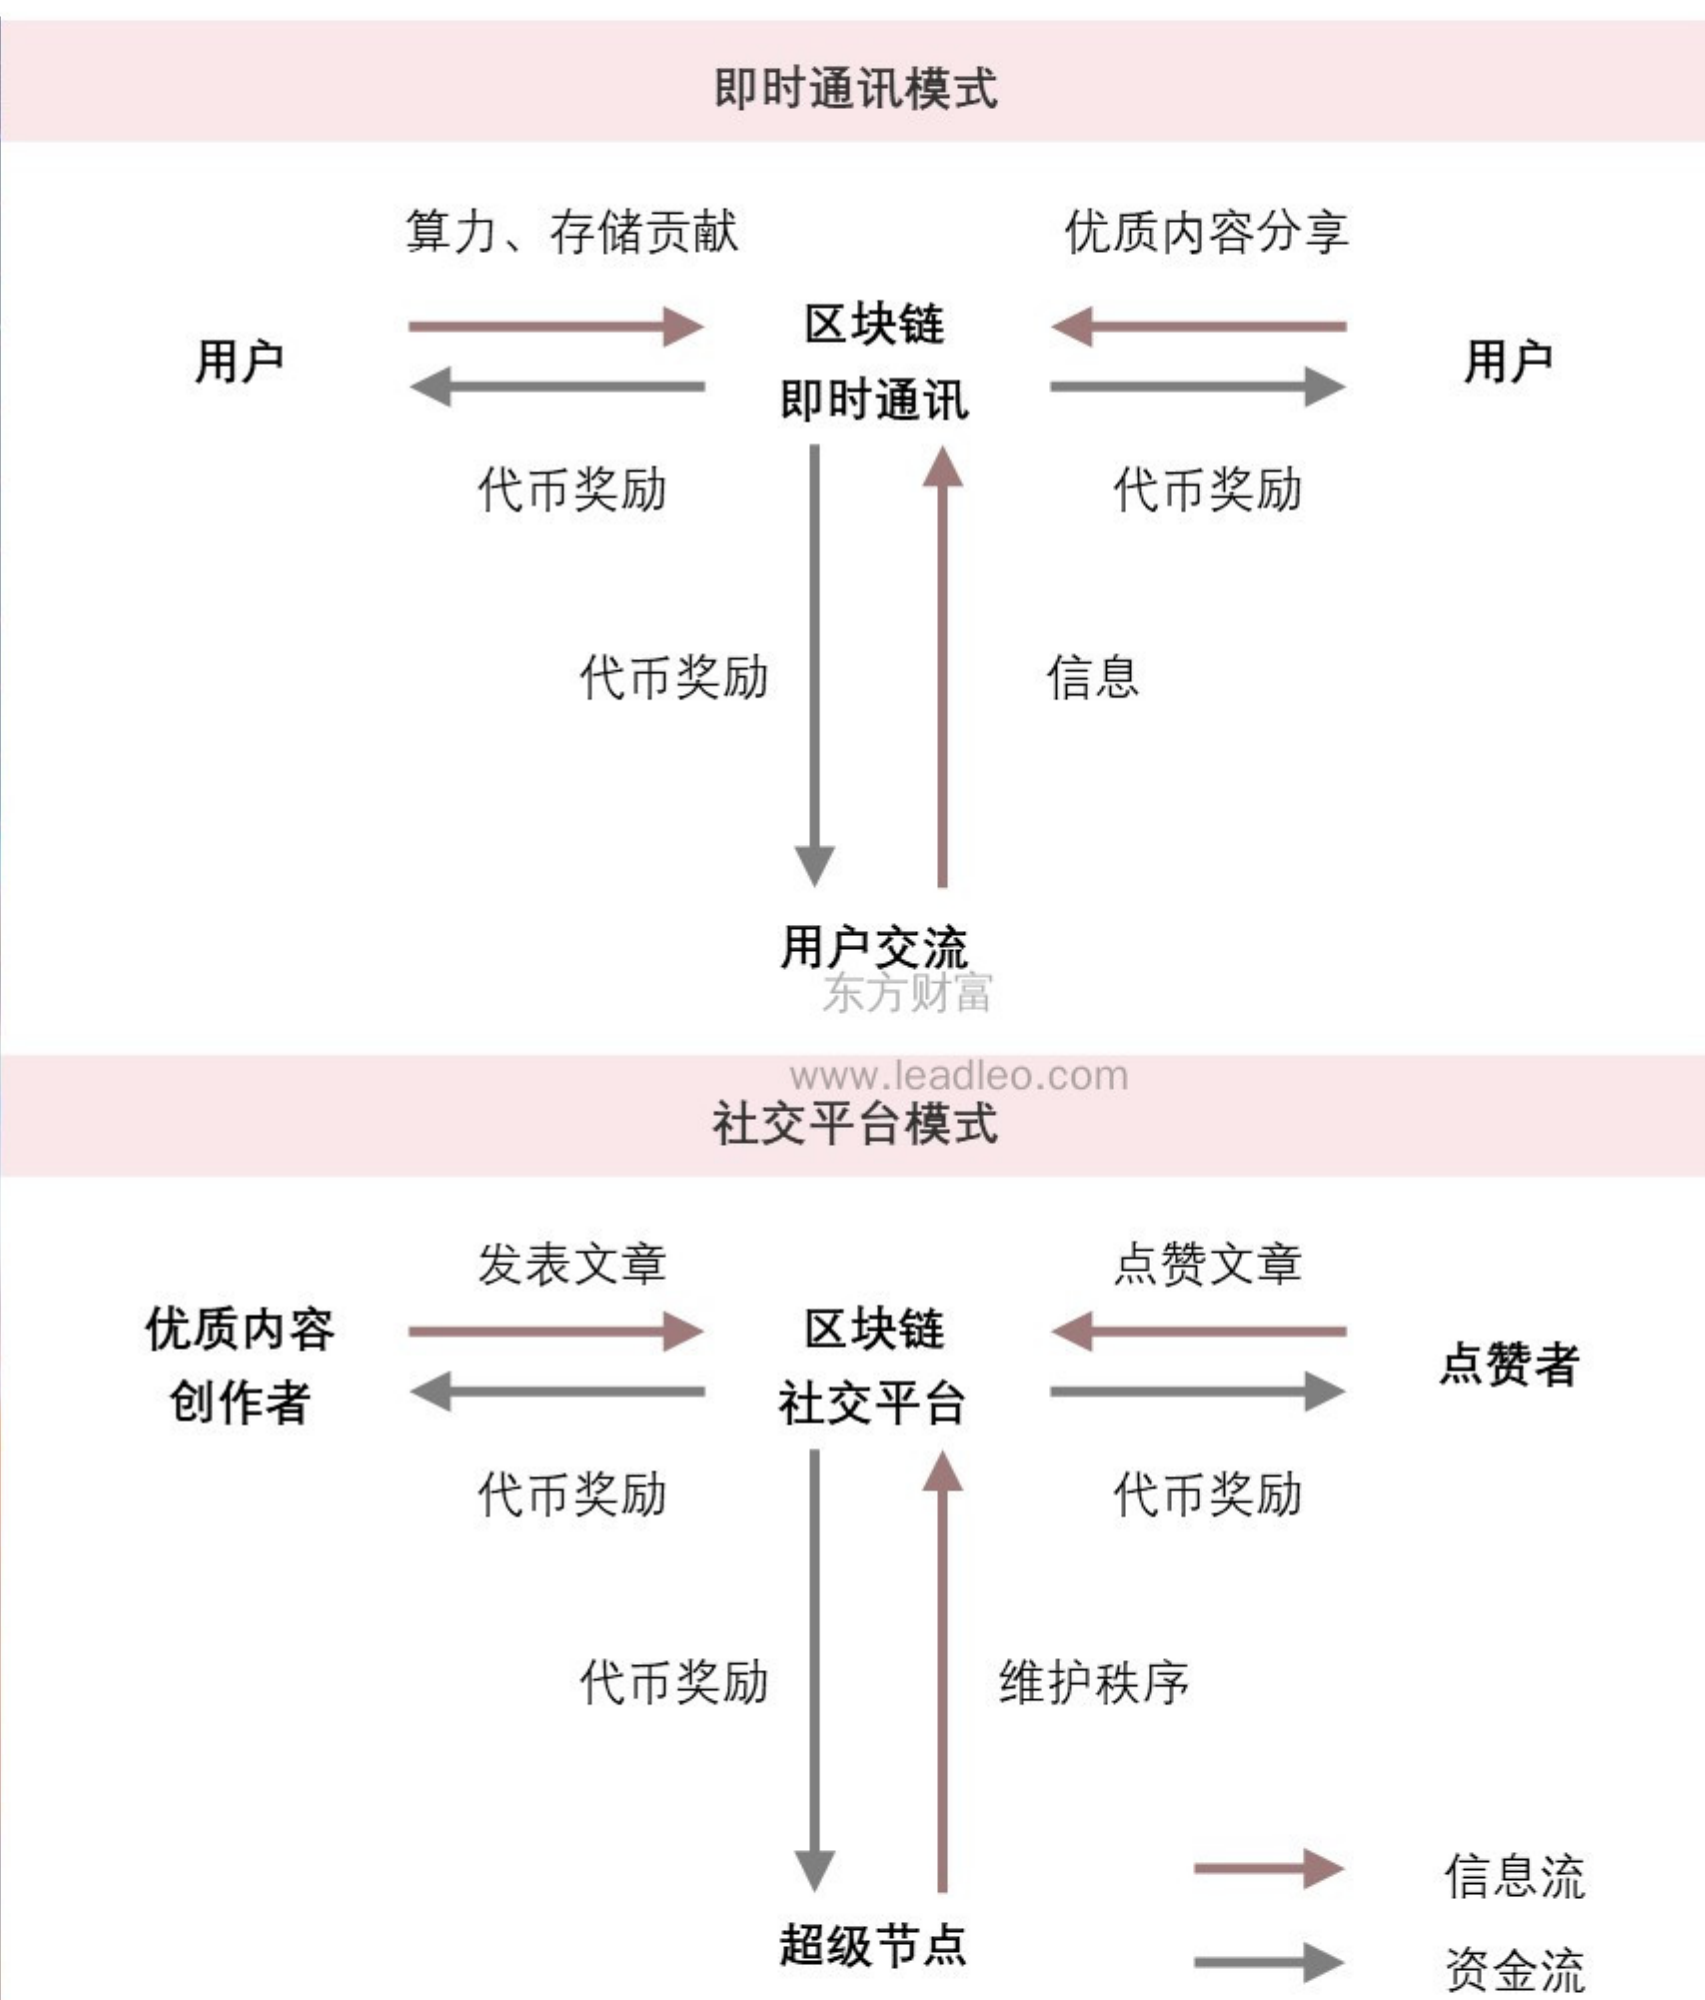 即时通讯模式
算力、存储贡献
优质内容分享
用户
区块链
即时通讯
用户
代币奖励
代币奖励
代币奖励
信息
用户交流
东方财富
www.leadleo.com
社交平台模式
发表文章
点赞文章
优质内容
创作者
区块链
社交平台
点赞者
代币奖励
代币奖励
代币奖励
维护秩序
超级节点
信息流
资金流